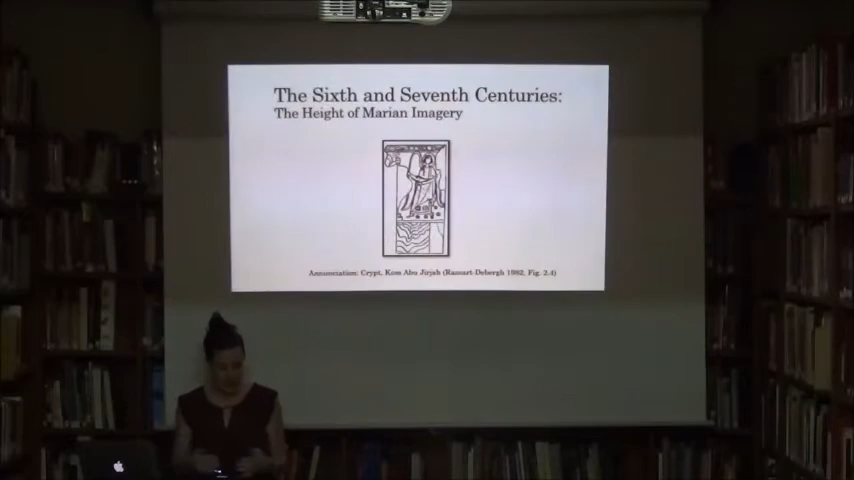 The Sixth and Seventh Centuries:
The Height of Marian Imagery
Annunciation: Crypt, Kom Abu Jirjah (Rassart-Debergh 1982, Fig. 2.4)